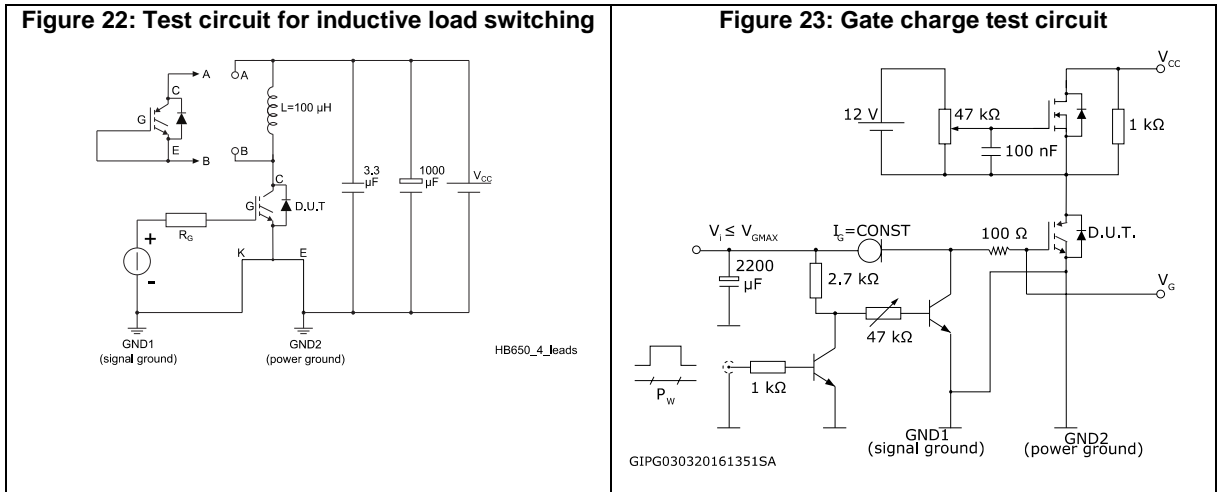 Figure 22: Test circuit for inductive load switching
A
A
C
G
L=100 µH
E
B
B
C
3.3 µF
1000 µF
VCC
G
D.U.T
RG
+
-
K
E
GND1
(signal ground)
GND2
(power ground)
HB650_4_leads
Figure 23: Gate charge test circuit
VCC
12 V
47 kΩ
1 kΩ
100 nF
VI ≤ VGMAX
IG=CONST
100 Ω
D.U.T.
2200 µF
2.7 kΩ
VG
47 kΩ
1 kΩ
PW
GND1
(signal ground)
GND2
(power ground)
GIPG030320161351SA